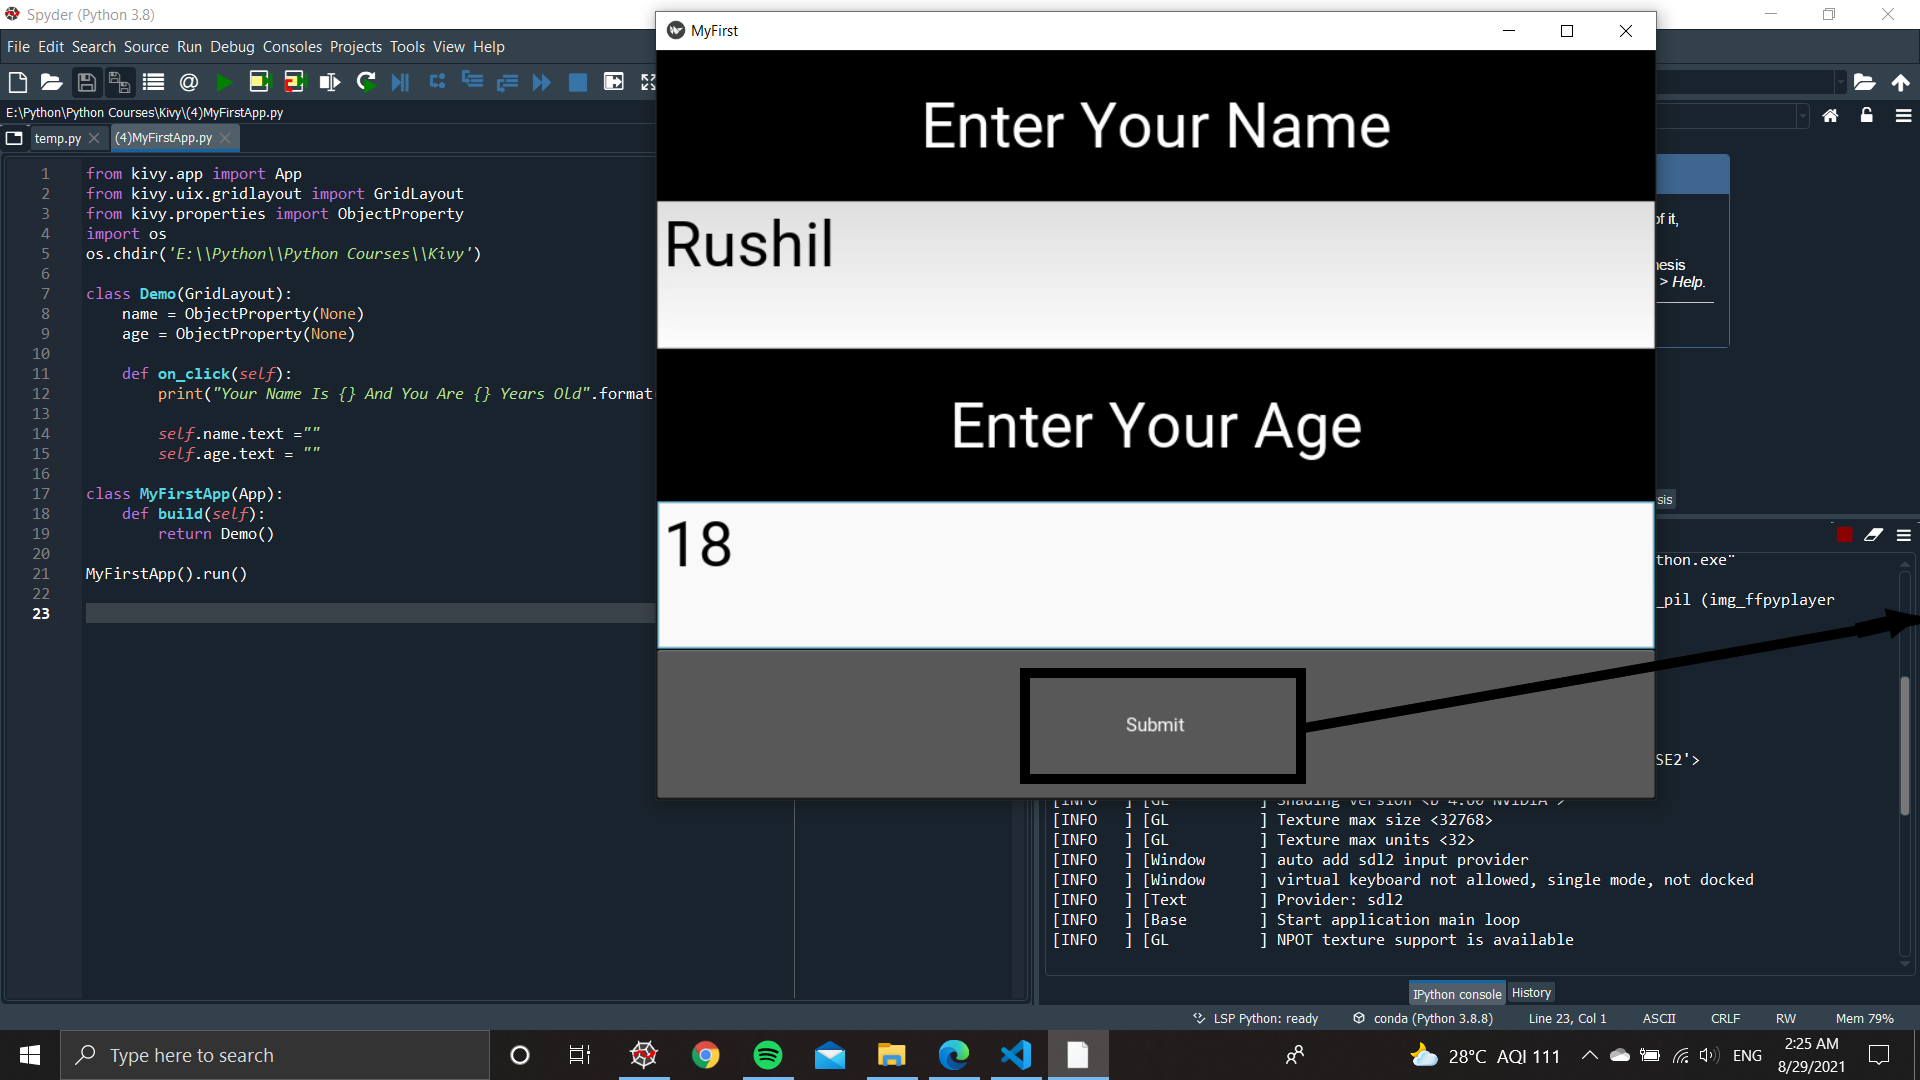 Spyder (Python 3.8)
File Edit Search Source Run Debug Consoles Projects Tools View Help
E:\Python\Python Courses\Kivy\(4)MyFirstApp.py
temp.py
(4)MyFirstApp.py
1 from kivy.app import App
2 from kivy.uix.gridlayout import GridLayout
3 from kivy.properties import ObjectProperty
4 import os
5 os.chdir('E:\\Python\\Python Courses\\Kivy')
6
7 class Demo(GridLayout):
8 name = ObjectProperty(None)
9 age = ObjectProperty(None)
10
11 def on_click(self):
12 print("Your Name Is {} And You Are {} Years Old".format
13
14 self.name.text =""
15 self.age.text = ""
16
17 class MyFirstApp(App):
18 def build(self):
19 return Demo()
20
21 MyFirstApp().run()
22
23
MyFirst
Enter Your Name
Rushil
Enter Your Age
18
Submit
of it,
> Help.
thon.exe"
_pil (img_ffpyplayer
SE2'>
[INFO ] [GL ] Texture max size <32768>
[INFO ] [GL ] Texture max units <32>
[INFO ] [Window ] auto add sdl2 input provider
[INFO ] [Window ] virtual keyboard not allowed, single mode, not docked
[INFO ] [Text ] Provider: sdl2
[INFO ] [Base ] Start application main loop
[INFO ] [GL ] NPOT texture support is available
IPython console History
LSP Python: ready conda (Python 3.8.8) Line 23, Col 1 ASCII CRLF RW Mem 79%
Type here to search
28°C AQI 111
ENG
2:25 AM
8/29/2021